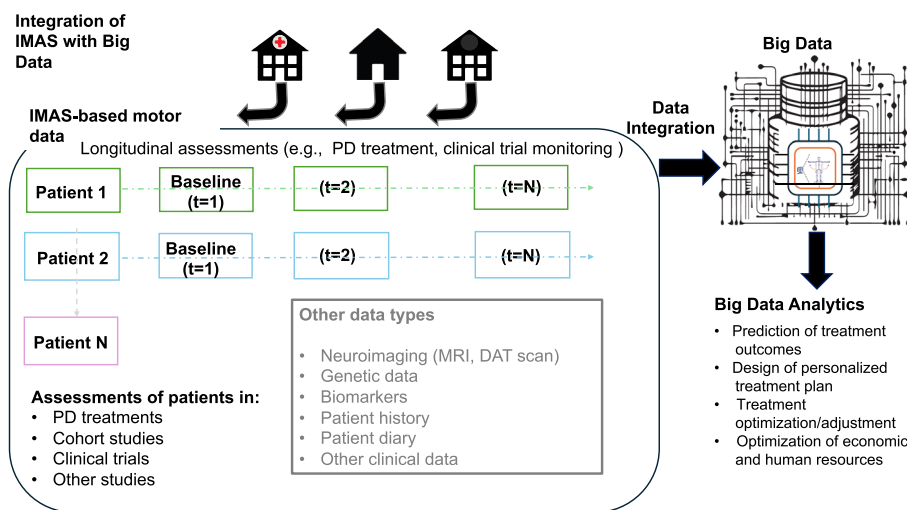 Integration of
IMAS with Big
Data
IMAS-based motor
data
Longitudinal assessments (e.g., PD treatment, clinical trial monitoring )
Patient 1
Baseline
(t=1)
(t=2)
(t=N)
Patient 2
Baseline
(t=1)
(t=2)
(t=N)
Patient N
Assessments of patients in:
• PD treatments
• Cohort studies
• Clinical trials
• Other studies
Other data types
• Neuroimaging (MRI, DAT scan)
• Genetic data
• Biomarkers
• Patient history
• Patient diary
• Other clinical data
Data
Integration
Big Data
Big Data Analytics
• Prediction of treatment
outcomes
• Design of personalized
treatment plan
• Treatment
optimization/adjustment
• Optimization of economic
and human resources